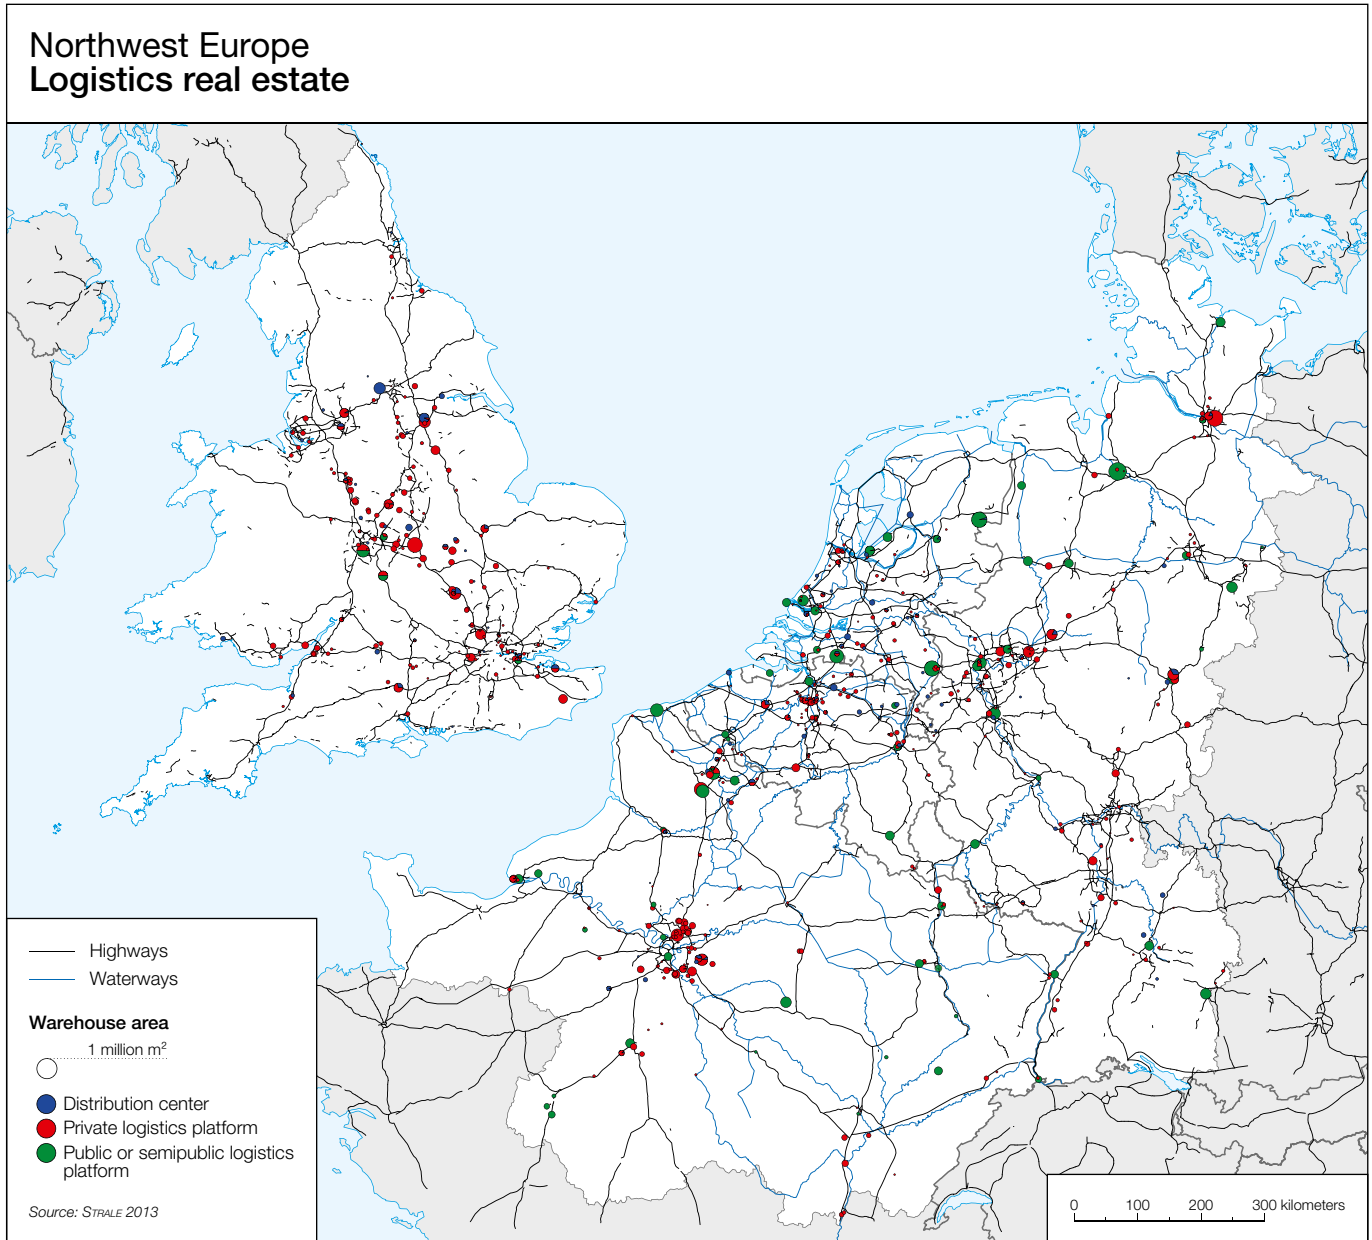 Northwest Europe
Logistics real estate
Highways
Waterways
Warehouse area
1 million m²
Distribution center
Private logistics platform
Public or semipublic logistics
platform
Source: STRALE 2013
0 100 200 300 kilometers